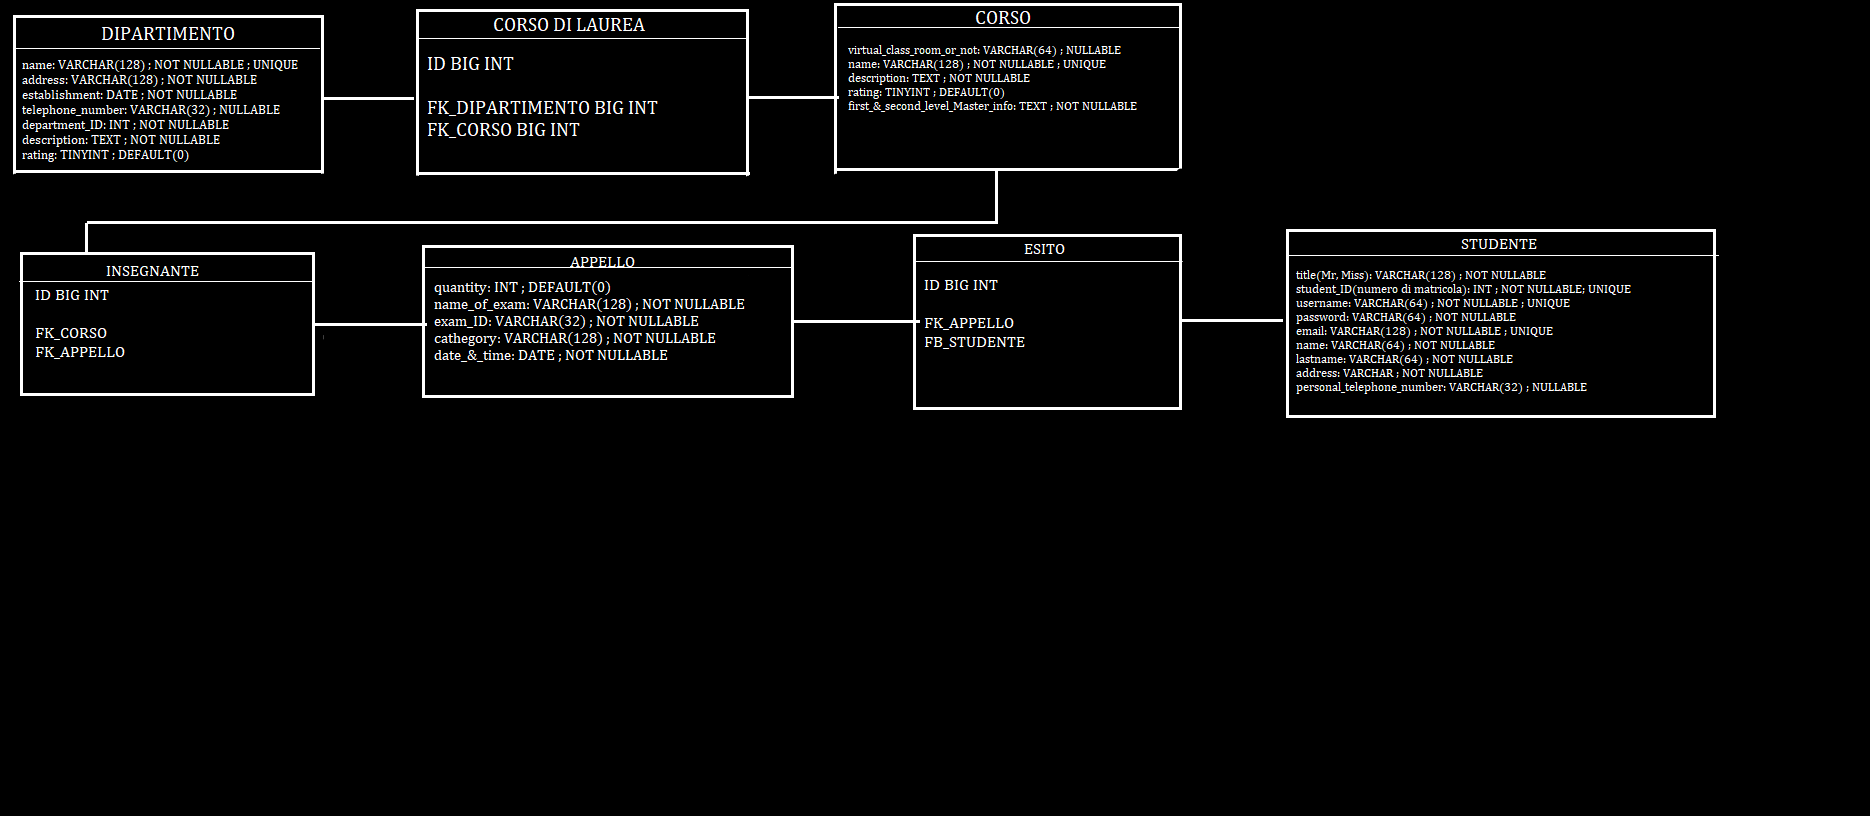 DIPARTIMENTO
name: VARCHAR(128) ; NOT NULLABLE ; UNIQUE
address: VARCHAR(128) ; NOT NULLABLE
establishment: DATE ; NOT NULLABLE
telephone_number: VARCHAR(32) ; NULLABLE
department_ID: INT ; NOT NULLABLE
description: TEXT ; NOT NULLABLE
rating: TINYINT ; DEFAULT(0)
CORSO DI LAUREA
ID BIG INT
FK_DIPARTIMENTO BIG INT
FK_CORSO BIG INT
CORSO
virtual_class_room_or_not: VARCHAR(64) ; NULLABLE
name: VARCHAR(128) ; NOT NULLABLE ; UNIQUE
description: TEXT ; NOT NULLABLE
rating: TINYINT ; DEFAULT(0)
first_&_second_level_Master_info: TEXT ; NOT NULLABLE
INSEGNANTE
ID BIG INT
FK_CORSO
FK_APPELLO
APPELLO
quantity: INT ; DEFAULT(0)
name_of_exam: VARCHAR(128) ; NOT NULLABLE
exam_ID: VARCHAR(32) ; NOT NULLABLE
cathegory: VARCHAR(128) ; NOT NULLABLE
date_&_time: DATE ; NOT NULLABLE
ESITO
ID BIG INT
FK_APPELLO
FB_STUDENTE
STUDENTE
title(Mr, Miss): VARCHAR(128) ; NOT NULLABLE
student_ID(numero di matricola): INT ; NOT NULLABLE; UNIQUE
username: VARCHAR(64) ; NOT NULLABLE ; UNIQUE
password: VARCHAR(64) ; NOT NULLABLE
email: VARCHAR(128) ; NOT NULLABLE ; UNIQUE
name: VARCHAR(64) ; NOT NULLABLE
lastname: VARCHAR(64) ; NOT NULLABLE
address: VARCHAR ; NOT NULLABLE
personal_telephone_number: VARCHAR(32) ; NULLABLE